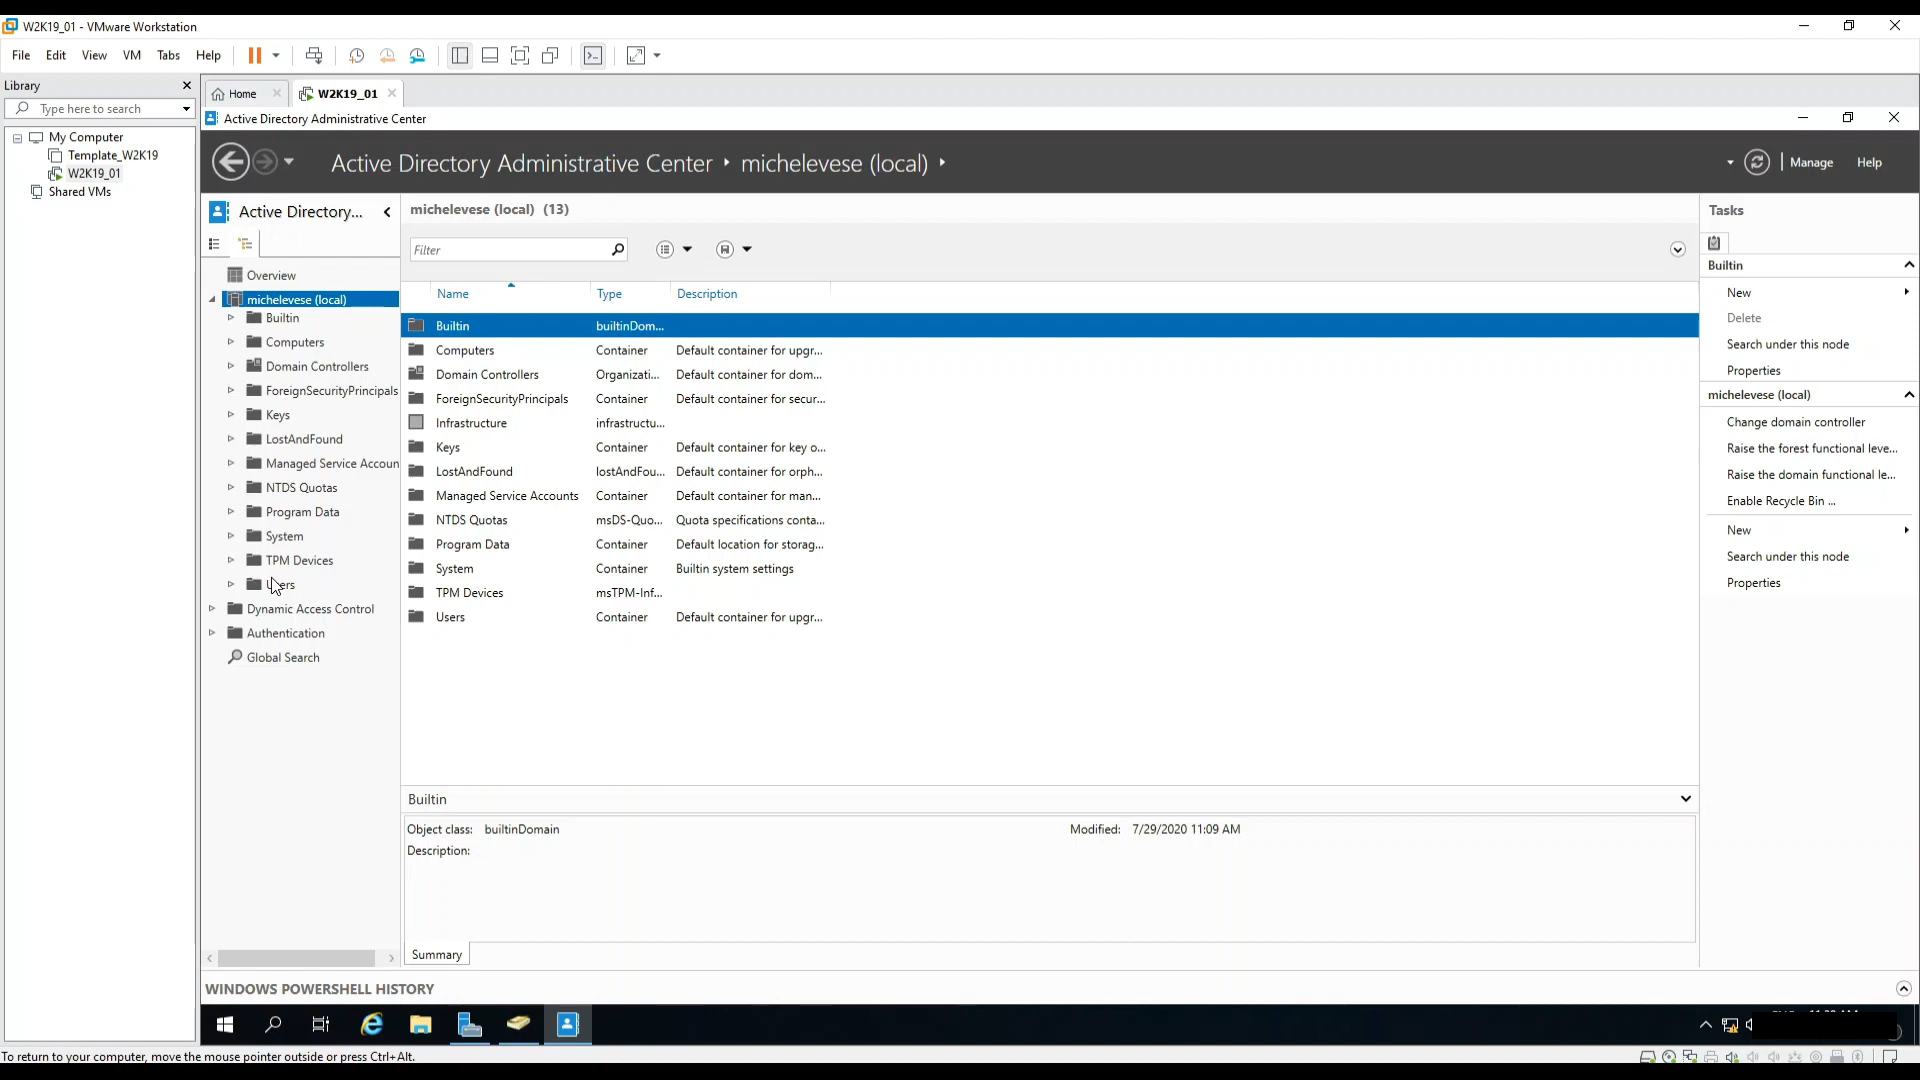 W2K19_01 - VMware Workstation
File Edit View VM Tabs Help
Library
Type here to search
My Computer
Template_W2K19
W2K19_01
Shared VMs
Home W2K19_01
Active Directory Administrative Center
Active Directory Administrative Center michelevese (local) Manage Help
Active Directory...
Overview
michelevese (local)
Builtin
Computers
Domain Controllers
ForeignSecurityPrincipals
Keys
LostAndFound
Managed Service Accoun
NTDS Quotas
Program Data
System
TPM Devices
Users
Dynamic Access Control
Authentication
Global Search
michelevese (local) (13)
Filter
Name Type Description
Builtin builtinDom...
Computers Container Default container for upgr...
Domain Controllers Organizati... Default container for dom...
ForeignSecurityPrincipals Container Default container for secur...
Infrastructure infrastructu...
Keys Container Default container for key o...
LostAndFound lostAndFou... Default container for orph...
Managed Service Accounts Container Default container for man...
NTDS Quotas msDS-Quo... Quota specifications conta...
Program Data Container Default location for storag...
System Container Builtin system settings
TPM Devices msTPM-Inf...
Users Container Default container for upgr...
Builtin
Object class: builtinDomain Modified: 7/29/2020 11:09 AM
Description:
Summary
Tasks
Builtin
New
Delete
Search under this node
Properties
michelevese (local)
Change domain controller
Raise the forest functional leve...
Raise the domain functional le...
Enable Recycle Bin ...
New
Search under this node
Properties
WINDOWS POWERSHELL HISTORY
To return to your computer, move the mouse pointer outside or press Ctrl+Alt.